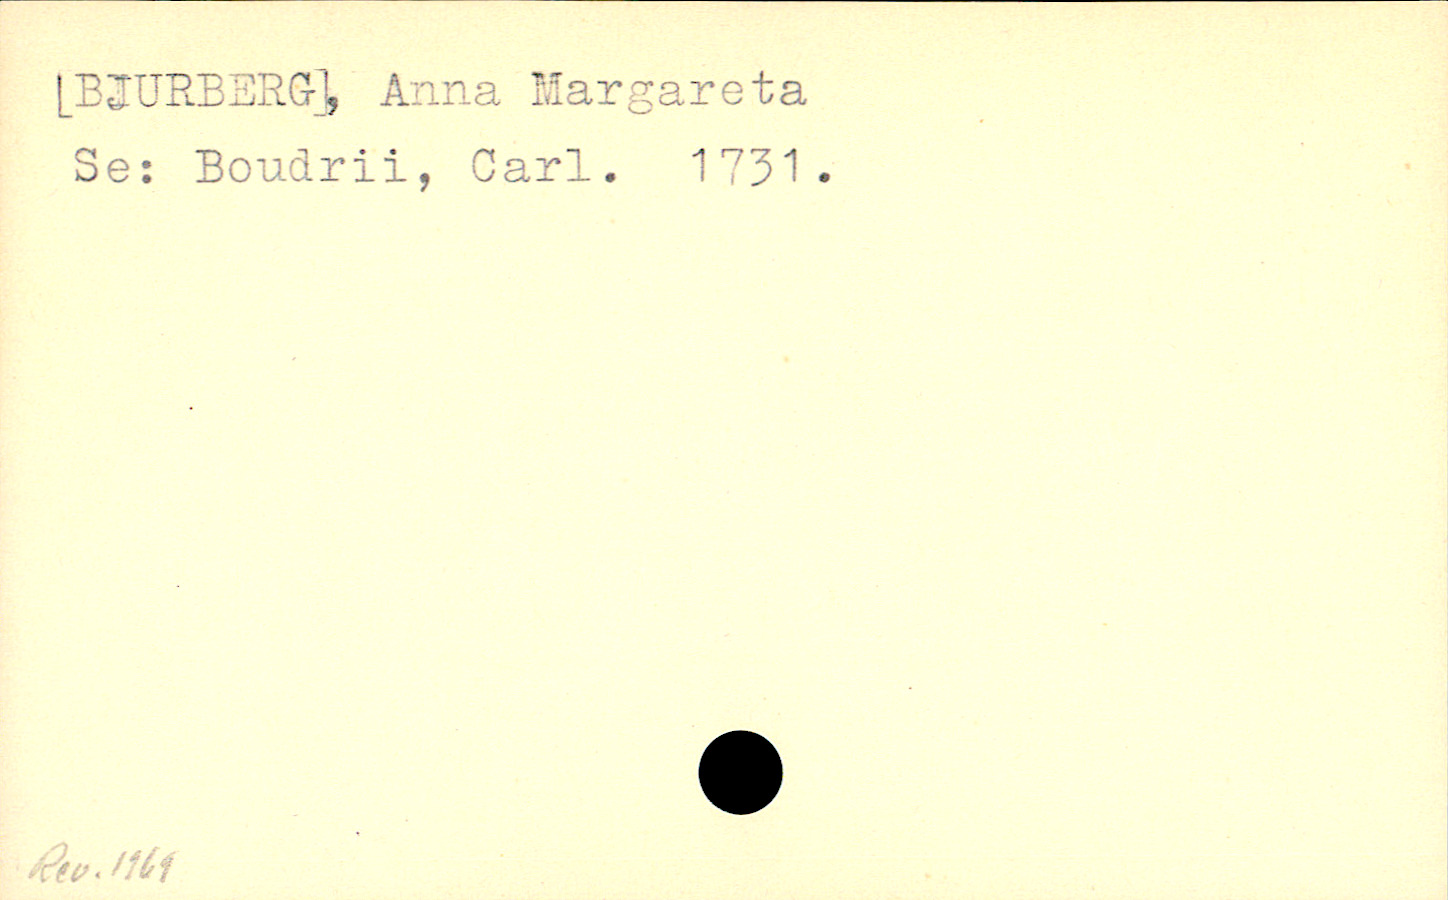 [BJURBERG], Anna Margareta
Se: Boudrii, Carl. 1731.
Rev. 1969